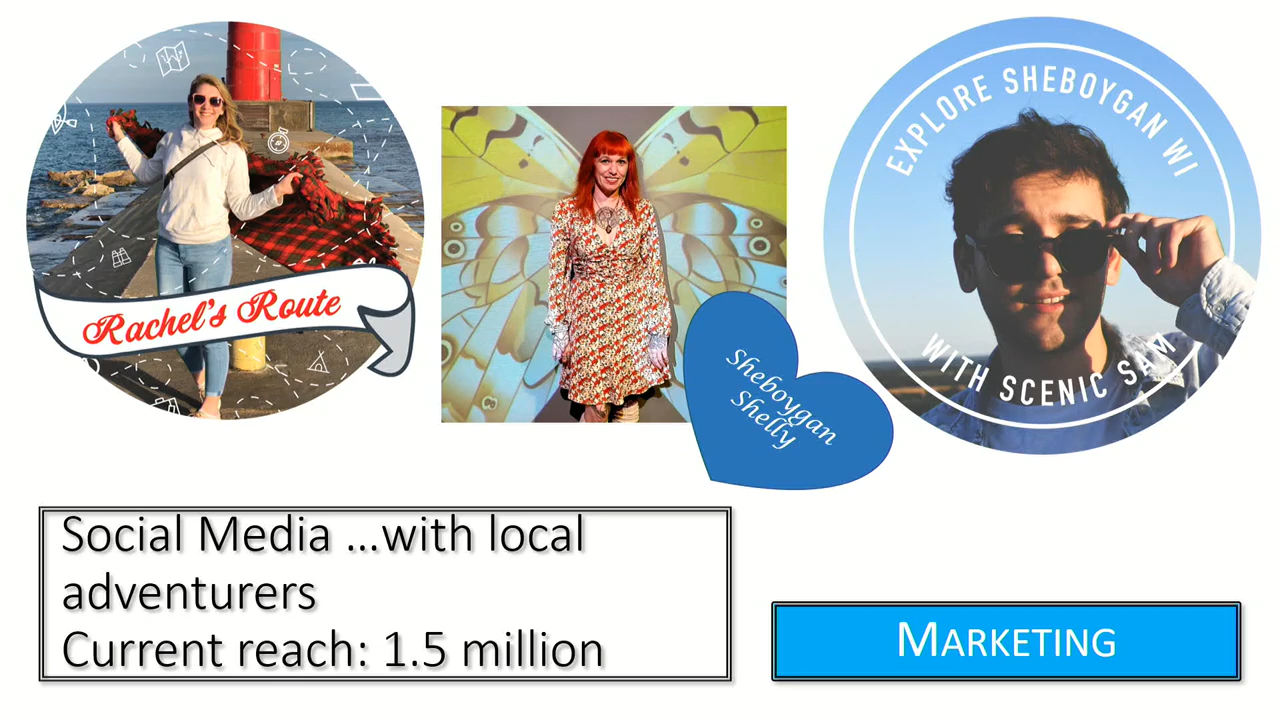 Rachel's Route
Sheboygan
Shelly
EXPLORE SHEBOYGAN WI
WITH SCENIC SAM
Social Media ...with local
adventurers
Current reach: 1.5 million
MARKETING